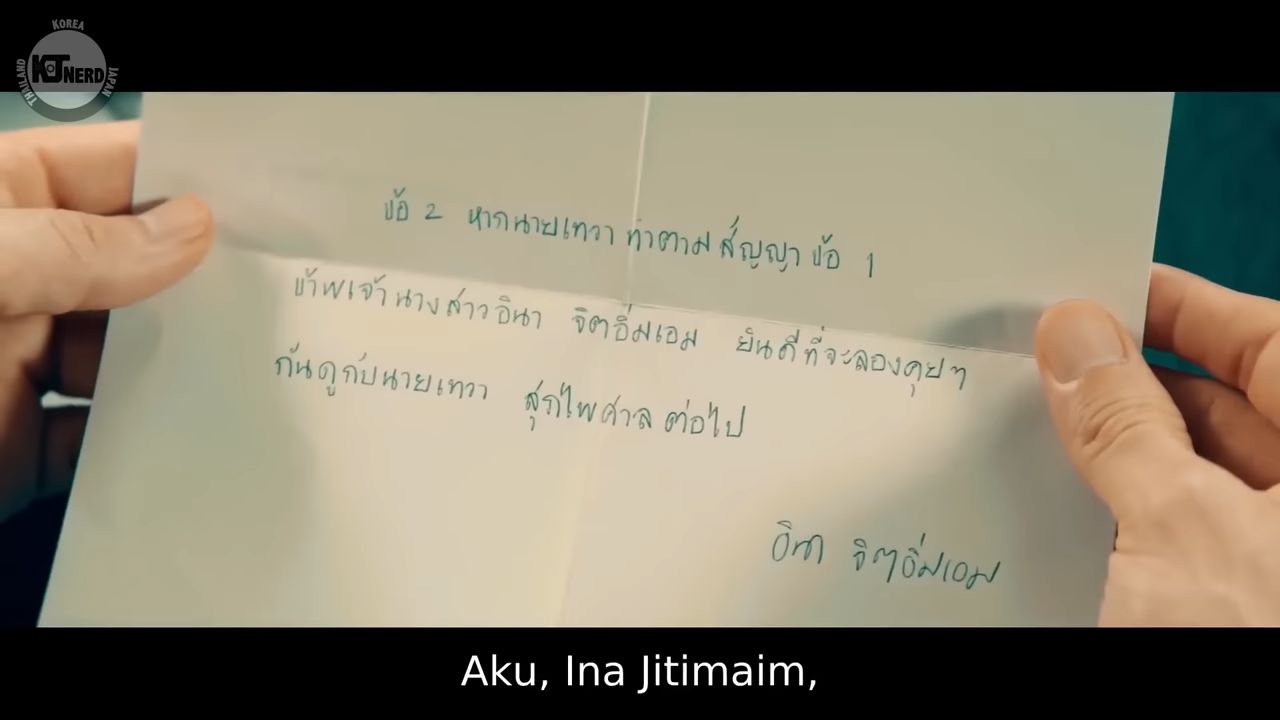 KOREA
THAILAND
KJTNERD
JAPAN
ข้อ 2 หากนายเทวา ทำตามสัญญา ข้อ 1
ข้าพเจ้านางสาวอินา จิตอิ่มเอม ยินดีที่จะลองคุยๆ
กันดูกับนายเทวา สุกไพศาล ต่อไป
อินา จิตอิ่มเอม
Aku, Ina Jitimaim,